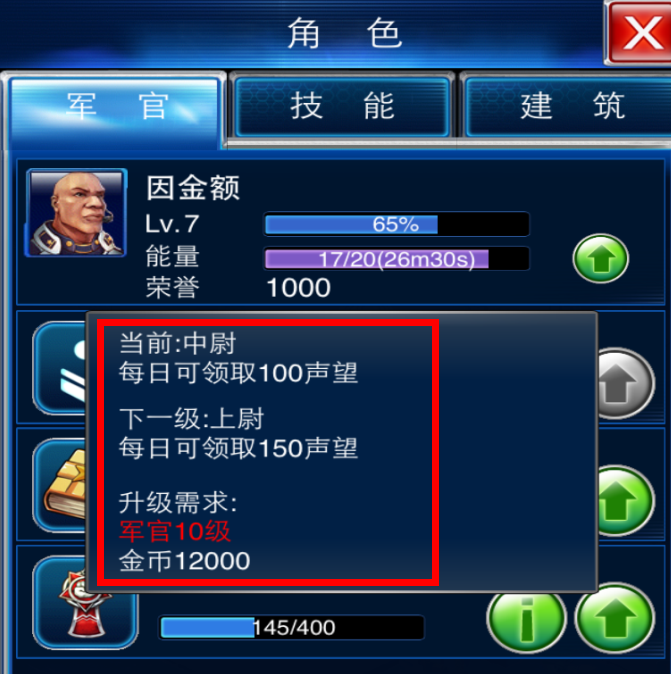 角 色
军 官
技 能
建 筑
因金额
Lv.7
65%
能量
17/20(26m30s)
荣誉
1000
当前:中尉
每日可领取100声望
下一级:上尉
每日可领取150声望
升级需求:
军官10级
金币12000
145/400